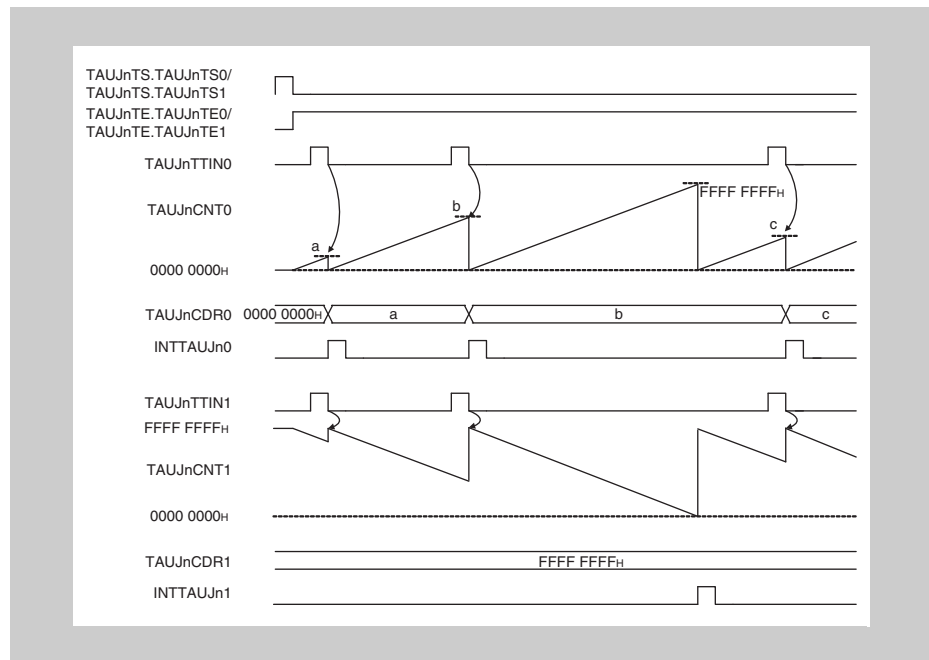 TAUJnTS.TAUJnTS0/
TAUJnTS.TAUJnTS1
TAUJnTE.TAUJnTE0/
TAUJnTE.TAUJnTE1
TAUJnTTIN0
FFFF FFFFH
TAUJnCNT0
b
c
a
0000 0000H
TAUJnCDR0 0000 0000H a b c
INTTAUJn0
TAUJnTTIN1
FFFF FFFFH
TAUJnCNT1
0000 0000H
TAUJnCDR1 FFFF FFFFH
INTTAUJn1